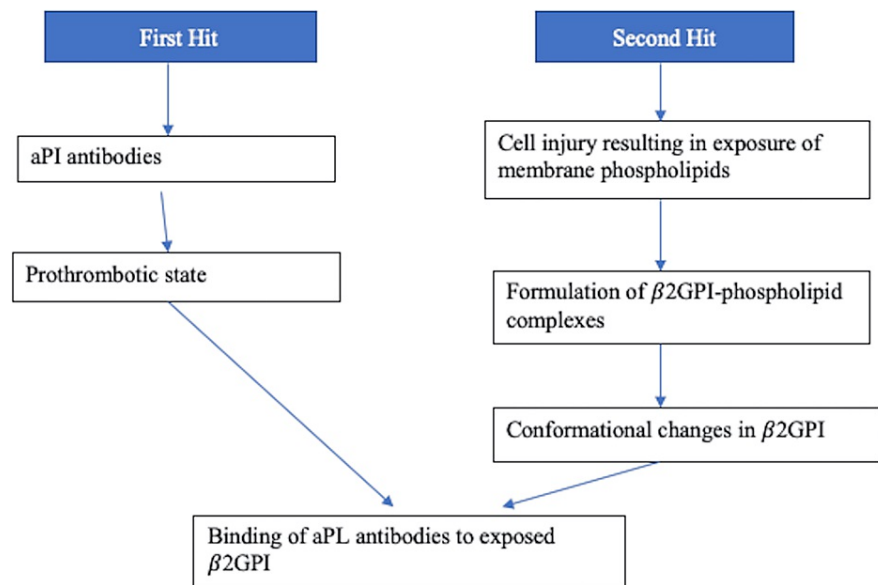 First Hit
aPI antibodies
Prothrombotic state
Second Hit
Cell injury resulting in exposure of
membrane phospholipids
Formulation of β2GPI-phospholipid
complexes
Conformational changes in β2GPI
Binding of aPL antibodies to exposed
β2GPI